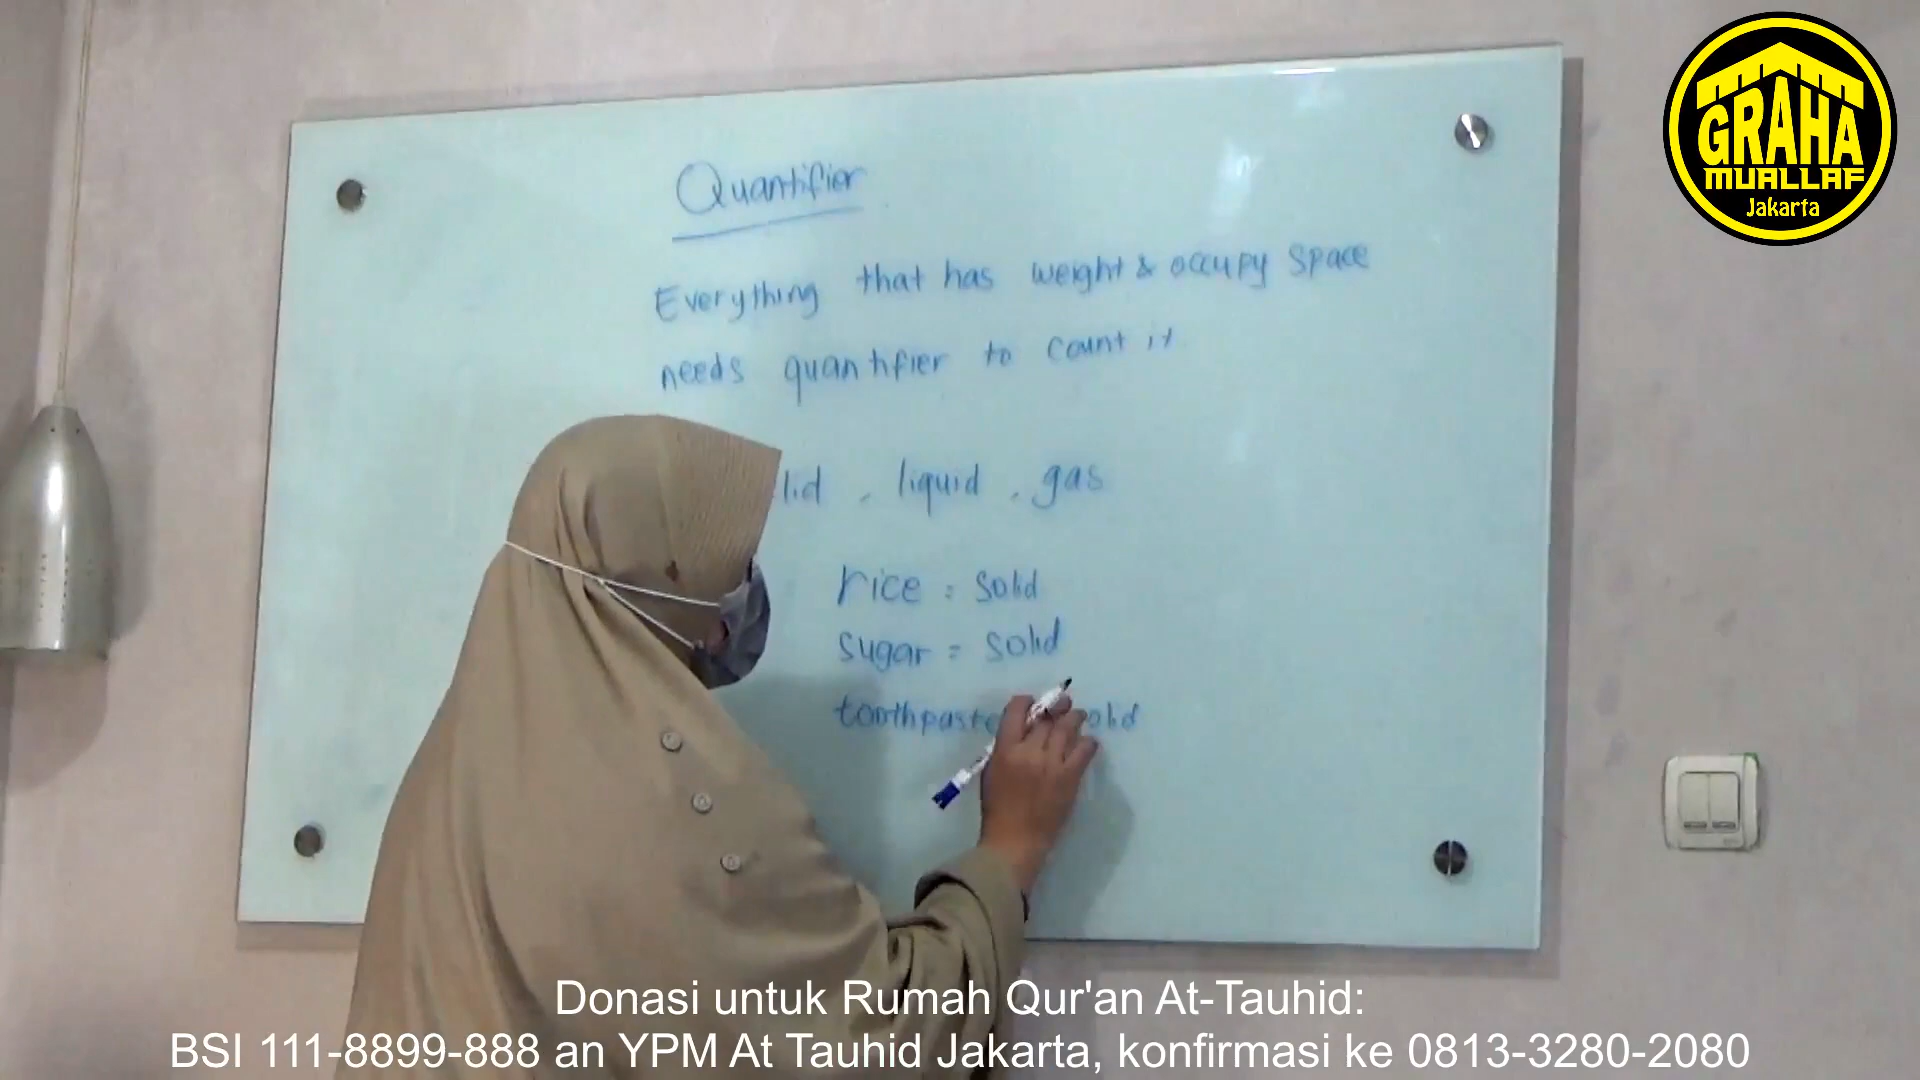 GRAHA
MUALLAF
Jakarta
Quantifier
Everything that has weight & occupy space
needs quantifier to count it
liquid, gas
rice = solid
sugar = solid
toothpaste
Donasi untuk Rumah Qur'an At-Tauhid:
BSI 111-8899-888 an YPM At Tauhid Jakarta, konfirmasi ke 0813-3280-2080